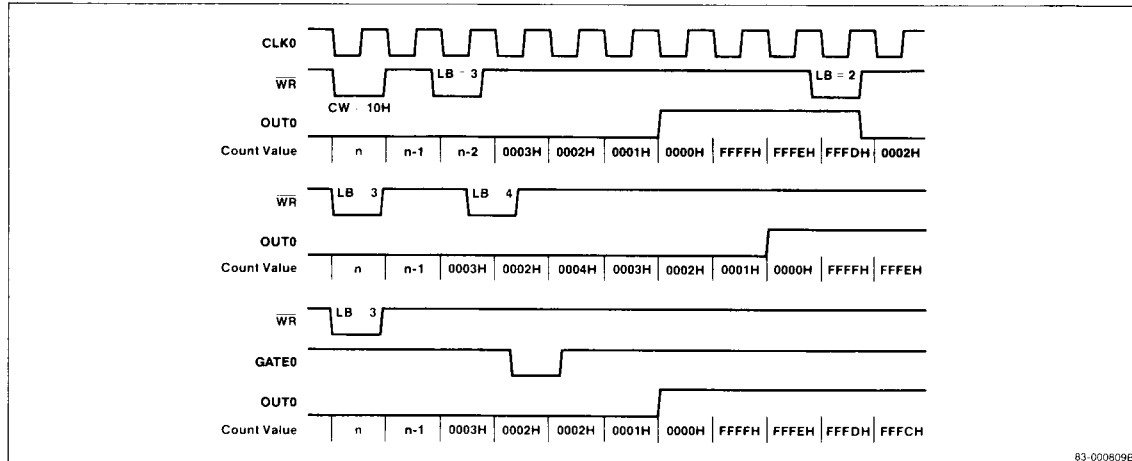 CLK0
WR LB = 3 LB = 2
CW 10H
OUT0
Count Value n n-1 n-2 0003H 0002H 0001H 0000H FFFFH FFFEH FFFDH 0002H
WR LB 3 LB 4
OUT0
Count Value n n-1 0003H 0002H 0004H 0003H 0002H 0001H 0000H FFFFH FFFEH
WR LB 3
GATE0
OUT0
Count Value n n-1 0003H 0002H 0002H 0001H 0000H FFFFH FFFEH FFFDH FFFCH
83-000809B